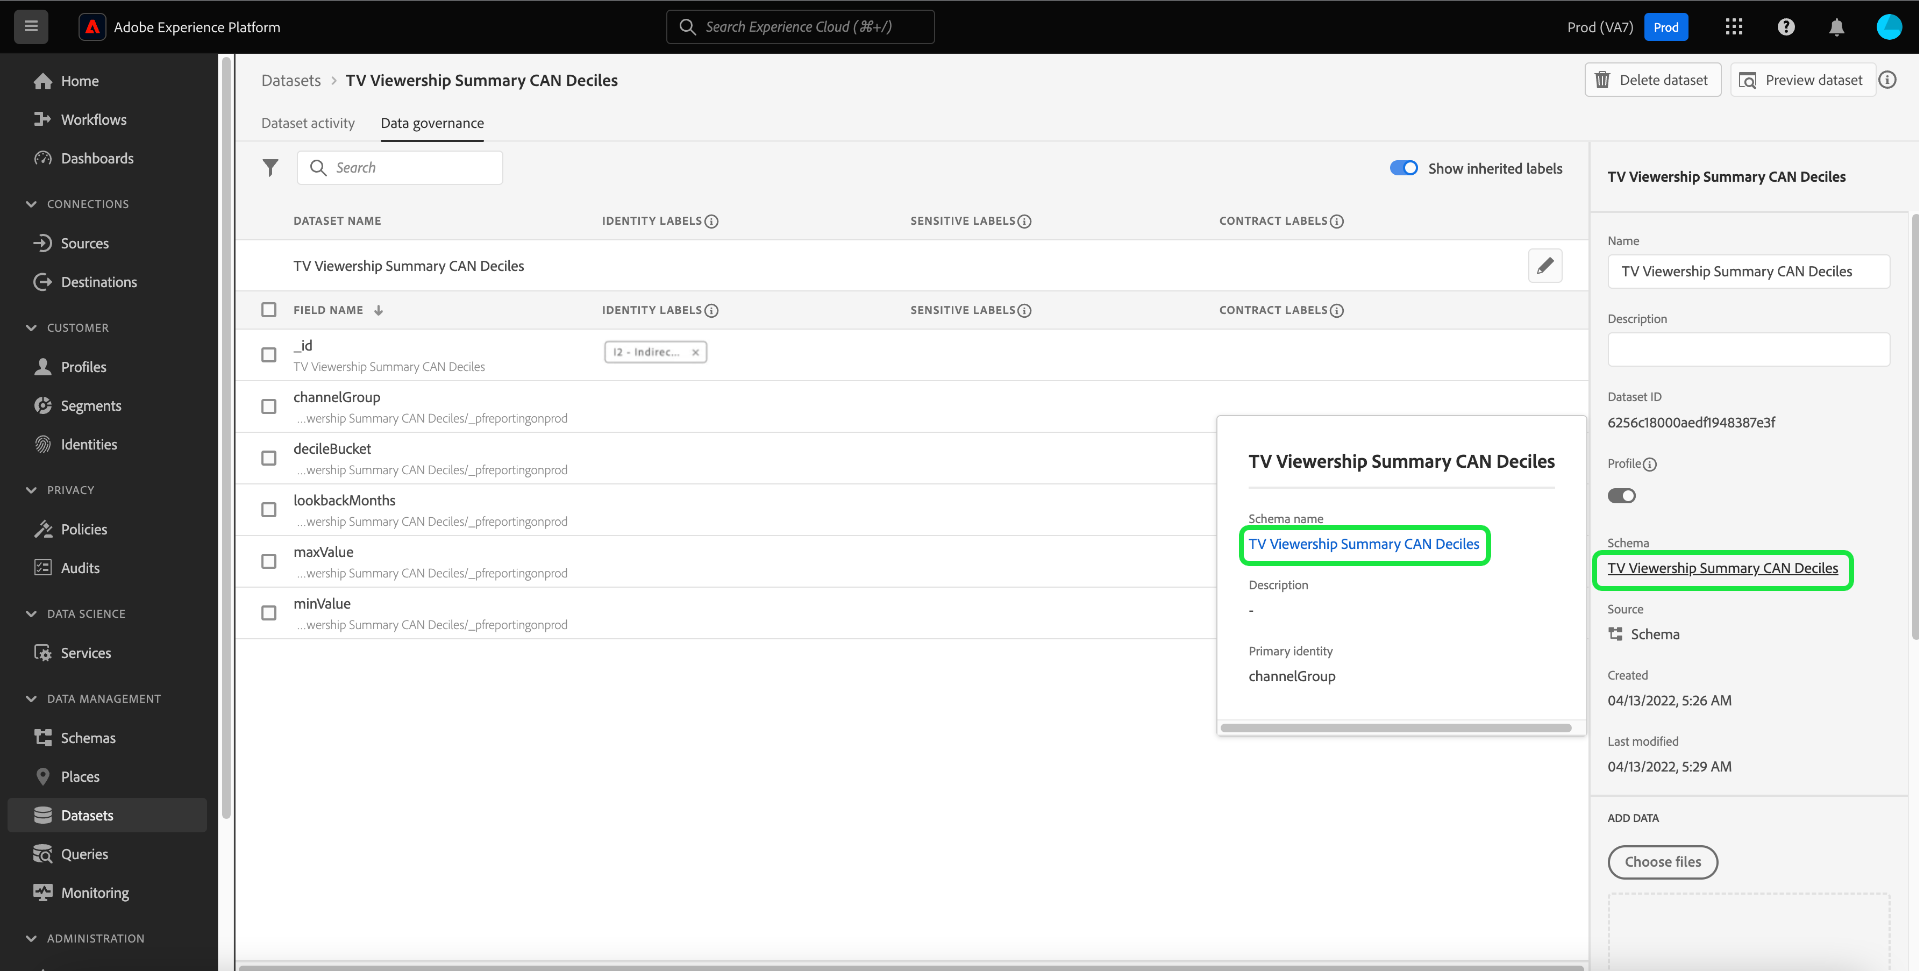 Adobe Experience Platform
Search Experience Cloud (⌘+/)
Prod (VA7)
Prod
Home
Workflows
Dashboards
CONNECTIONS
Sources
Destinations
CUSTOMER
Profiles
Segments
Identities
PRIVACY
Policies
Audits
DATA SCIENCE
Services
DATA MANAGEMENT
Schemas
Places
Datasets
Queries
Monitoring
ADMINISTRATION
Datasets > TV Viewership Summary CAN Deciles
Delete dataset
Preview dataset
Dataset activity
Data governance
Search
Show inherited labels
DATASET NAME IDENTITY LABELS SENSITIVE LABELS CONTRACT LABELS
TV Viewership Summary CAN Deciles
FIELD NAME IDENTITY LABELS SENSITIVE LABELS CONTRACT LABELS
_id
TV Viewership Summary CAN Deciles
I2 - Indirec... ×
channelGroup
...wership Summary CAN Deciles/_pfreportingonprod
decileBucket
...wership Summary CAN Deciles/_pfreportingonprod
lookbackMonths
...wership Summary CAN Deciles/_pfreportingonprod
maxValue
...wership Summary CAN Deciles/_pfreportingonprod
minValue
...wership Summary CAN Deciles/_pfreportingonprod
TV Viewership Summary CAN Deciles
Schema name
TV Viewership Summary CAN Deciles
Description
-
Primary identity
channelGroup
TV Viewership Summary CAN Deciles
Name
TV Viewership Summary CAN Deciles
Description
Dataset ID
6256c18000aedf1948387e3f
Profile
Schema
TV Viewership Summary CAN Deciles
Source
Schema
Created
04/13/2022, 5:26 AM
Last modified
04/13/2022, 5:29 AM
ADD DATA
Choose files